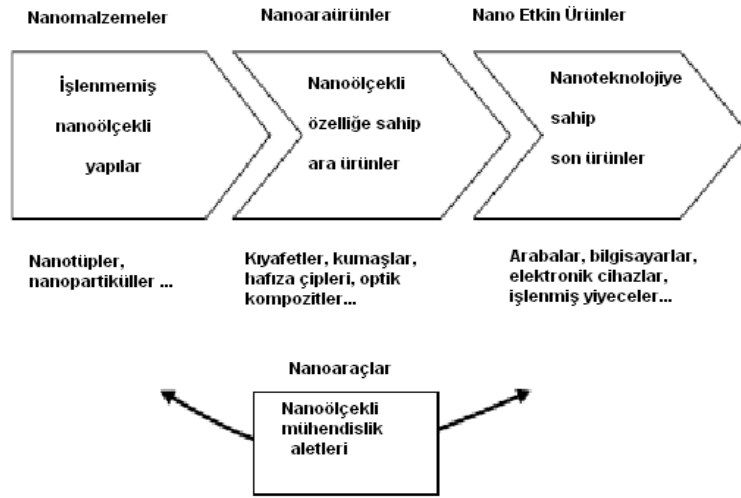 Nanomalzemeler
Nanoaraürünler
Nano Etkin Ürünler
İşlenmemiş
nanoölçekli
yapılar
Nanoölçekli
özelliğe sahip
ara ürünler
Nanoteknolojiye
sahip
son ürünler
Nanotüpler,
nanopartiküller ...
Kıyafetler, kumaşlar,
hafıza çipleri, optik
kompozitler...
Arabalar, bilgisayarlar,
elektronik cihazlar,
işlenmiş yiyeceler...
Nanoaraçlar
Nanoölçekli
mühendislik
aletleri